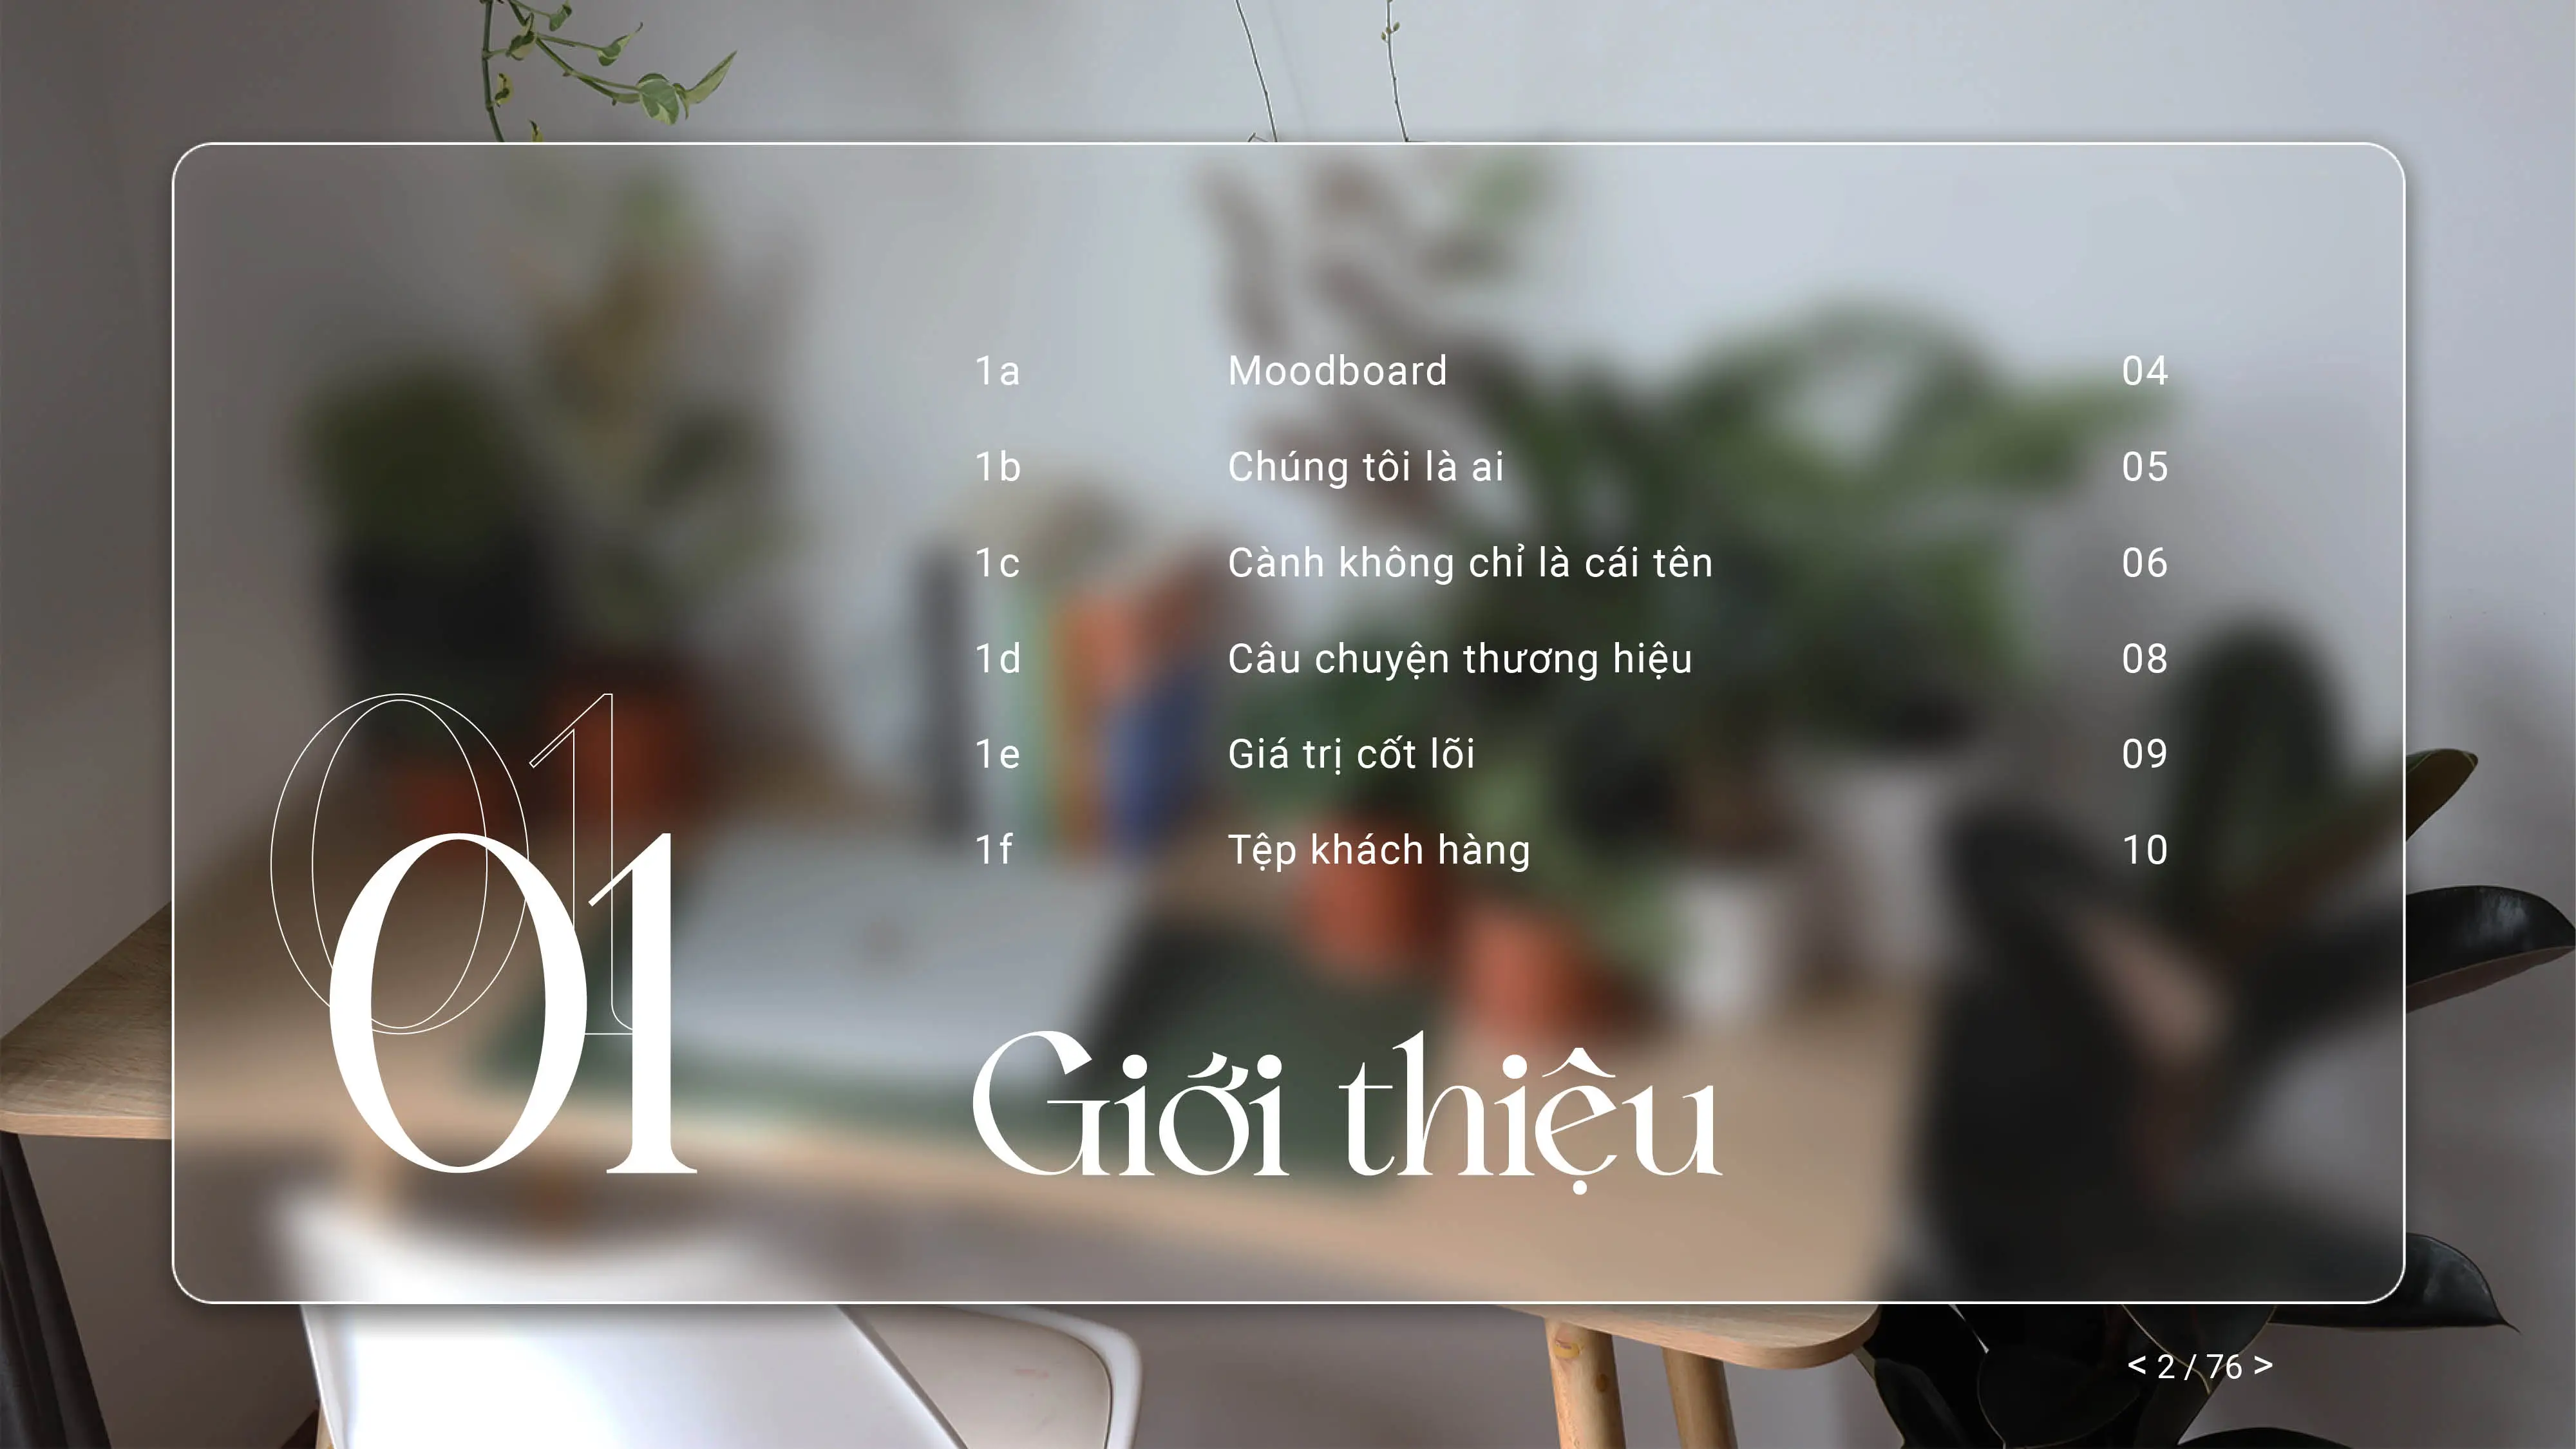 1a Moodboard 04
1b Chúng tôi là ai 05
1c Cành không chỉ là cái tên 06
1d Câu chuyện thương hiệu 08
1e Giá trị cốt lõi 09
1f Tệp khách hàng 10
01
01 Giới thiệu
< 2 / 76 >